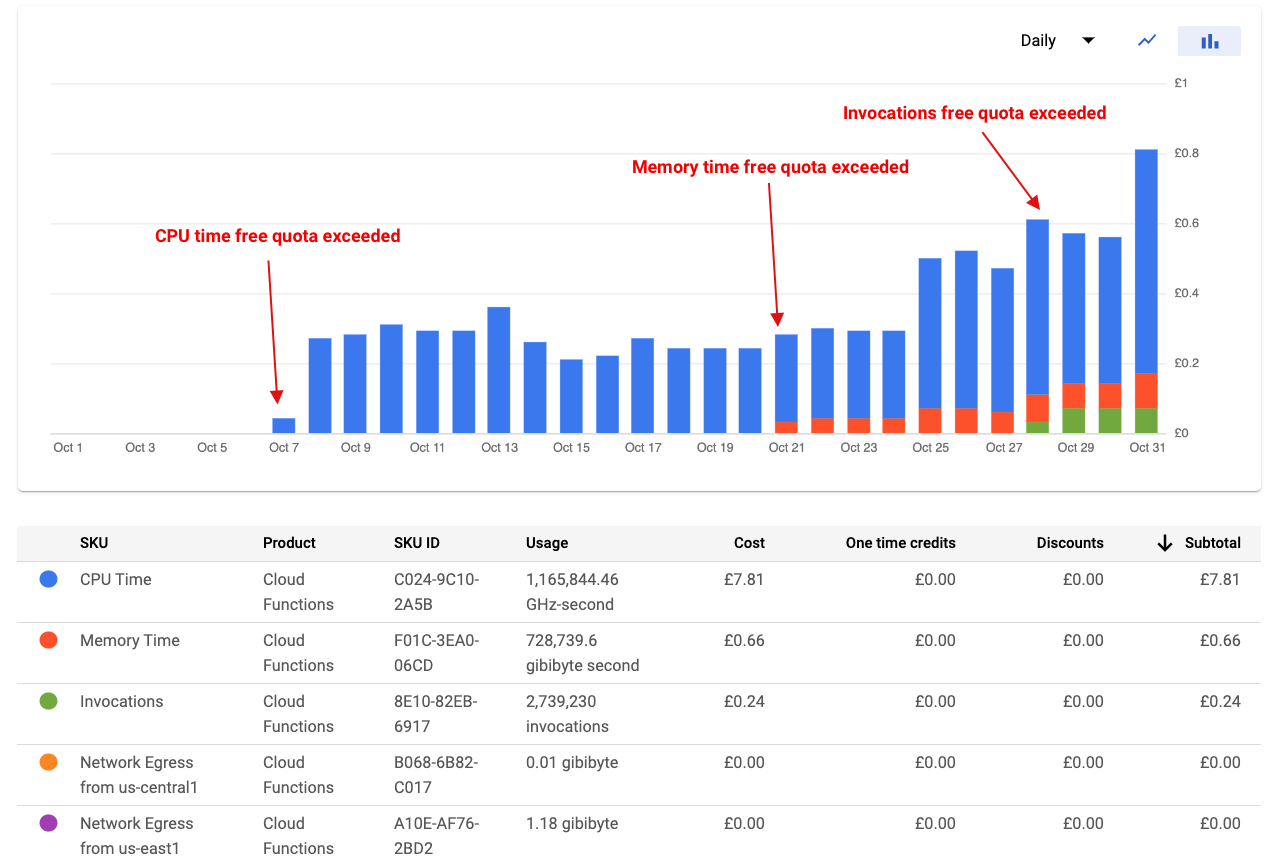 Daily
£1
Invocations free quota exceeded
£0.8
Memory time free quota exceeded
£0.6
CPU time free quota exceeded
£0.4
£0.2
£0
Oct 1 Oct 3 Oct 5 Oct 7 Oct 9 Oct 11 Oct 13 Oct 15 Oct 17 Oct 19 Oct 21 Oct 23 Oct 25 Oct 27 Oct 29 Oct 31
SKU Product SKU ID Usage Cost One time credits Discounts Subtotal
CPU Time Cloud C024-9C10- 1,165,844.46 £7.81 £0.00 £0.00 £7.81
Functions 2A5B GHz-second
Memory Time Cloud F01C-3EA0- 728,739.6 £0.66 £0.00 £0.00 £0.66
Functions 06CD gibibyte second
Invocations Cloud 8E10-82EB- 2,739,230 £0.24 £0.00 £0.00 £0.24
Functions 6917 invocations
Network Egress Cloud B068-6B82- 0.01 gibibyte £0.00 £0.00 £0.00 £0.00
from us-central1 Functions C017
Network Egress Cloud A10E-AF76- 1.18 gibibyte £0.00 £0.00 £0.00 £0.00
from us-east1 Functions 2BD2